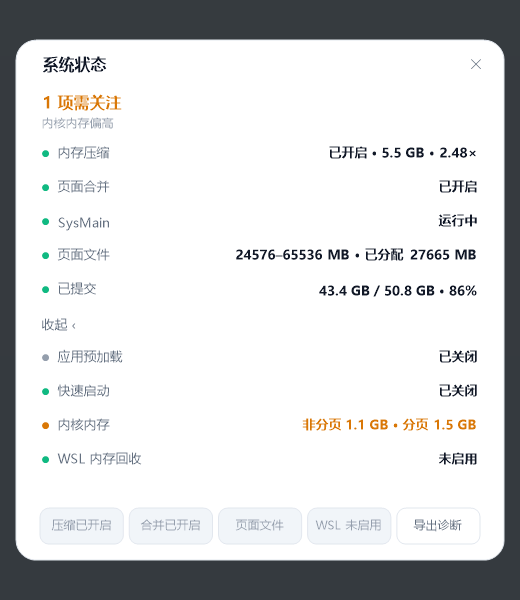 系统状态
1 项需关注
内核内存偏高
内存压缩 已开启 • 5.5 GB • 2.48×
页面合并 已开启
SysMain 运行中
页面文件 24576–65536 MB • 已分配 27665 MB
已提交 43.4 GB / 50.8 GB • 86%
收起 ‹
应用预加载 已关闭
快速启动 已关闭
内核内存 非分页 1.1 GB • 分页 1.5 GB
WSL 内存回收 未启用
压缩已开启 合并已开启 页面文件 WSL 未启用 导出诊断